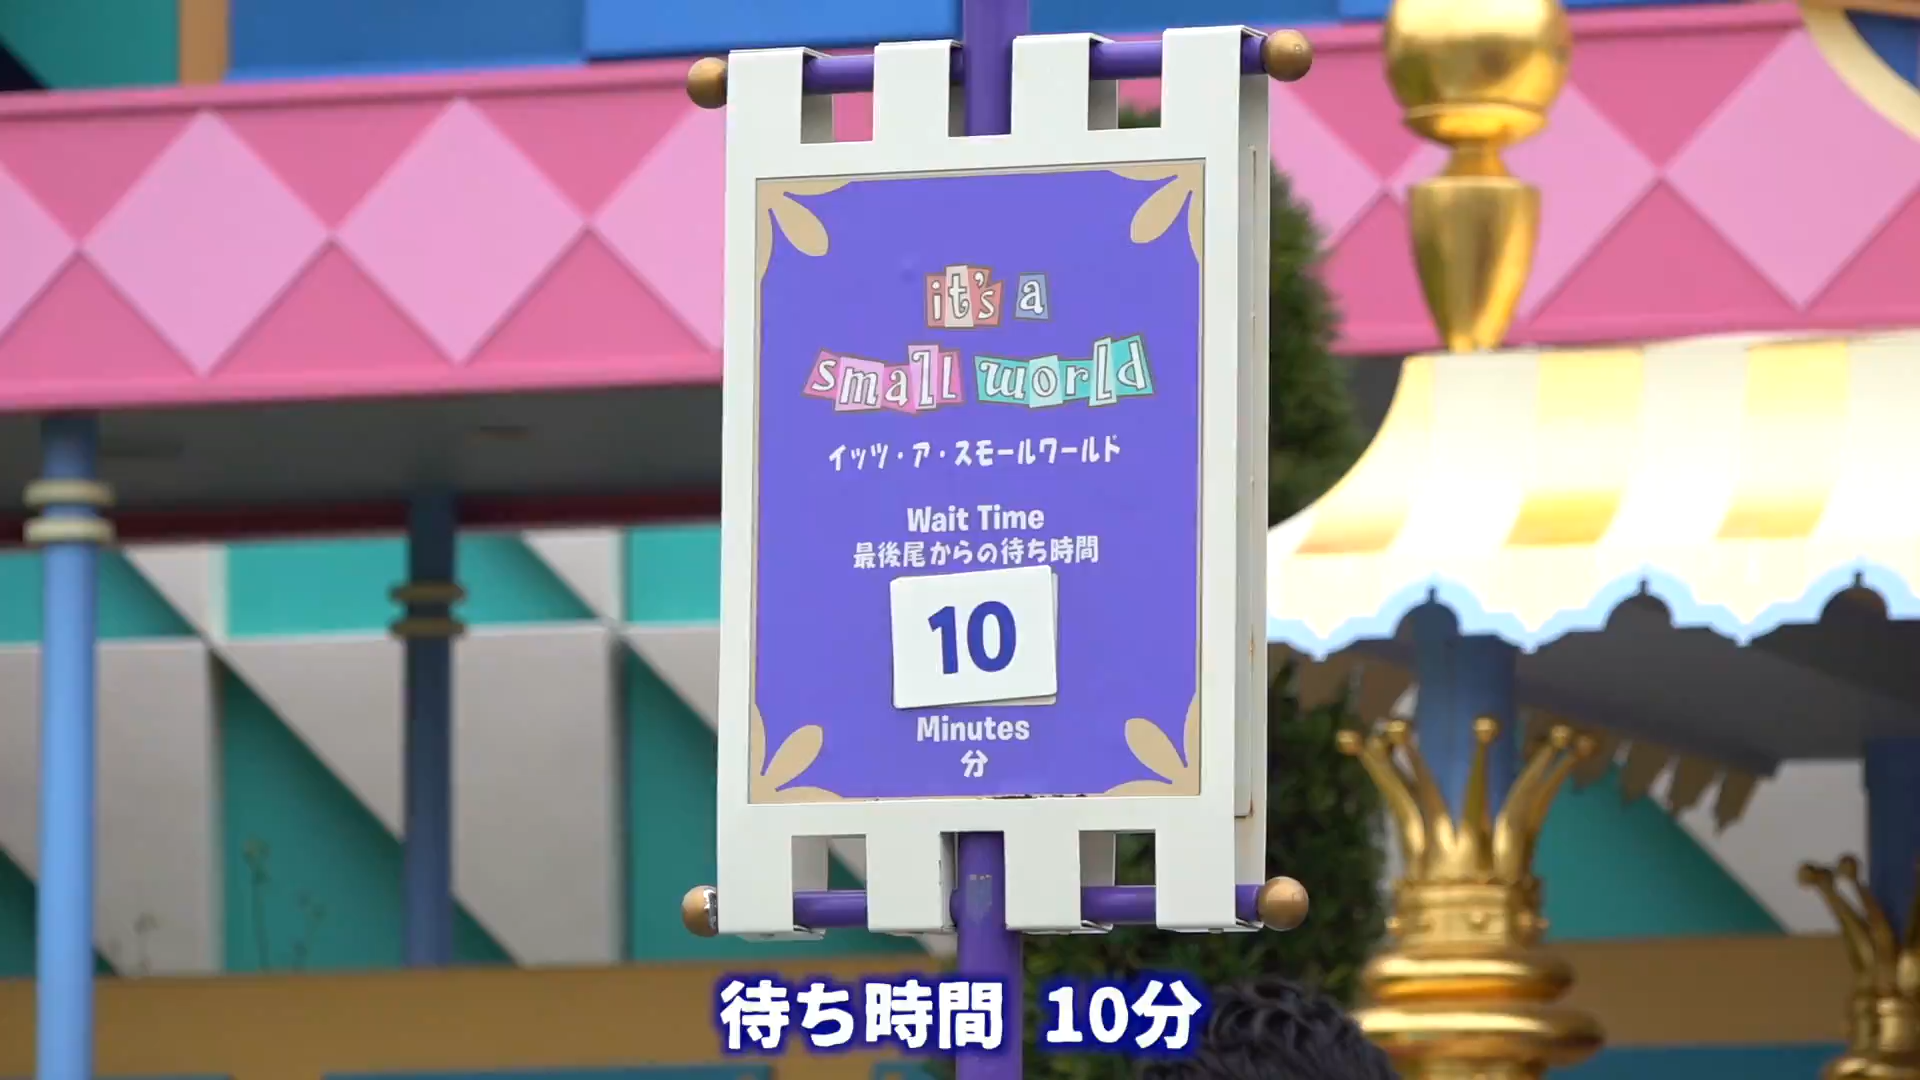 it's a
small world
イッツ・ア・スモールワールド
Wait Time
最後尾からの待ち時間
10
Minutes
分
待ち時間 10分